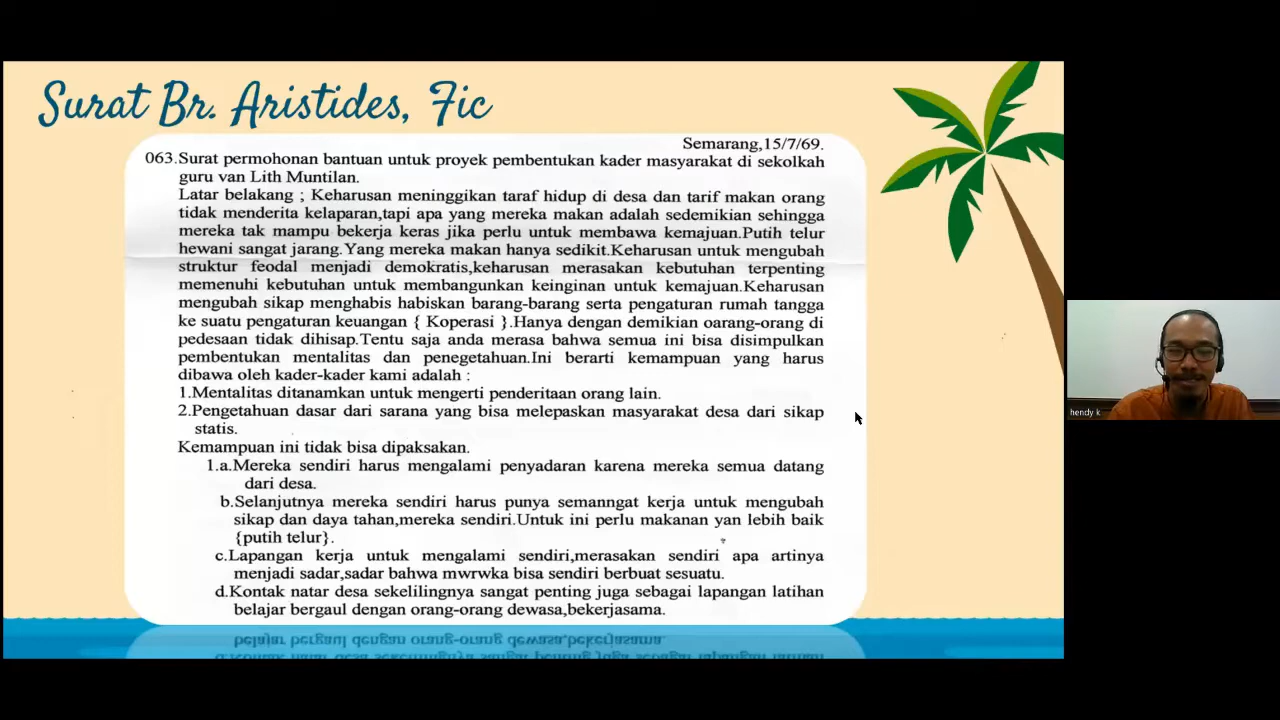 Surat Br. Aristides, Fic
Semarang,15/7/69.
063.Surat permohonan bantuan untuk proyek pembentukan kader masyarakat di sekolkah
guru van Lith Muntilan.
Latar belakang ; Keharusan meninggikan taraf hidup di desa dan tarif makan orang
tidak menderita kelaparan,tapi apa yang mereka makan adalah sedemikian sehingga
mereka tak mampu bekerja keras jika perlu untuk membawa kemajuan.Putih telur
hewani sangat jarang.Yang mereka makan hanya sedikit.Keharusan untuk mengubah
struktur feodal menjadi demokratis,keharusan merasakan kebutuhan terpenting
memenuhi kebutuhan untuk membangunkan keinginan untuk kemajuan.Keharusan
mengubah sikap menghabis habiskan barang-barang serta pengaturan rumah tangga
ke suatu pengaturan keuangan { Koperasi }.Hanya dengan demikian oarang-orang di
pedesaan tidak dihisap.Tentu saja anda merasa bahwa semua ini bisa disimpulkan
pembentukan mentalitas dan penegetahuan.Ini berarti kemampuan yang harus
dibawa oleh kader-kader kami adalah :
1.Mentalitas ditanamkan untuk mengerti penderitaan orang lain.
2.Pengetahuan dasar dari sarana yang bisa melepaskan masyarakat desa dari sikap
statis.
Kemampuan ini tidak bisa dipaksakan.
1.a.Mereka sendiri harus mengalami penyadaran karena mereka semua datang
dari desa.
b.Selanjutnya mereka sendiri harus punya semanngat kerja untuk mengubah
sikap dan daya tahan,mereka sendiri.Untuk ini perlu makanan yan lebih baik
{putih telur}.
c.Lapangan kerja untuk mengalami sendiri,merasakan sendiri apa artinya
menjadi sadar,sadar bahwa mwrwka bisa sendiri berbuat sesuatu.
d.Kontak natar desa sekelilingnya sangat penting juga sebagai lapangan latihan
belajar bergaul dengan orang-orang dewasa,bekerjasama.
hendy k